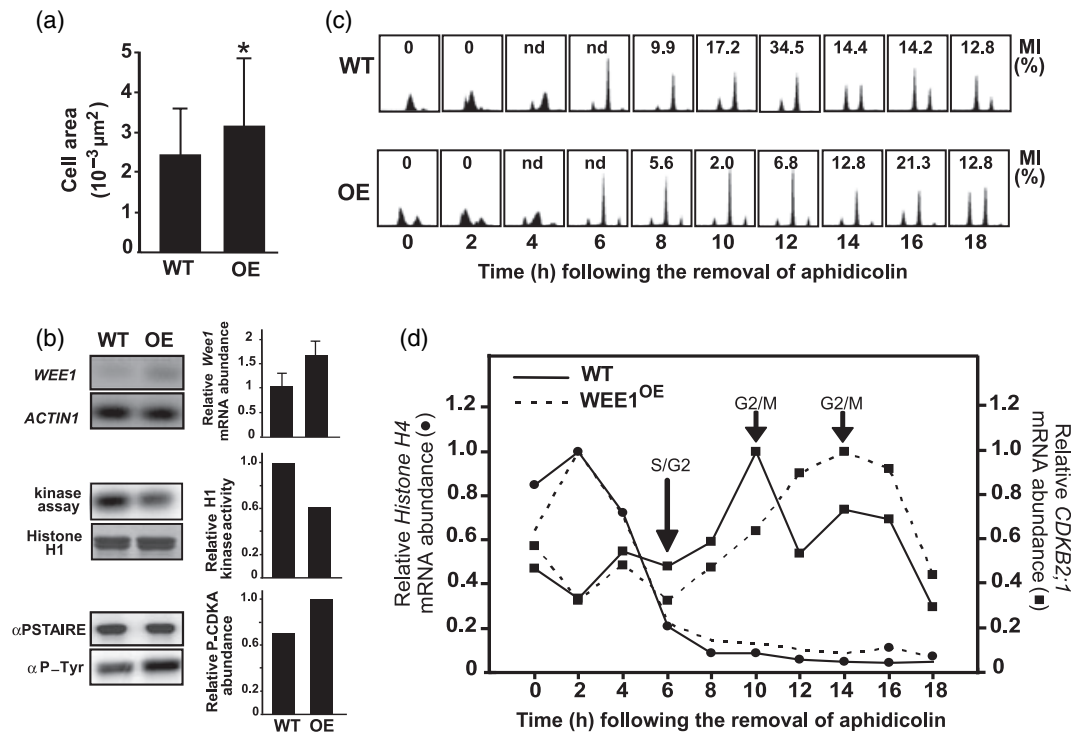 (a)
Cell area
(10⁻³ µm²)
5
4
3
2
1
0
*
WT
OE
(b)
WT OE
WEE1
ACTIN1
Relative Wee1
mRNA abundance
2
1.5
1
0.5
0
kinase
assay
Histone
H1
Relative H1
kinase activity
1.0
0.6
0.2
0
αPSTAIRE
α P–Tyr
Relative P-CDKA
abundance
1.0
0.6
0.2
0
WT OE
(c)
WT
0 0 nd nd 9.9 17.2 34.5 14.4 14.2 12.8
MI
(%)
OE
0 0 nd nd 5.6 2.0 6.8 12.8 21.3 12.8
MI
(%)
0 2 4 6 8 10 12 14 16 18
Time (h) following the removal of aphidicolin
(d)
WT
WEE1ᴼᴱ
Relative Histone H4
mRNA abundance (●)
1.2
1.0
0.8
0.6
0.4
0.2
0
S/G2
G2/M
G2/M
1.2
1.0
0.8
0.6
0.4
0.2
0
Relative CDKB2;1
mRNA abundance (■)
0 2 4 6 8 10 12 14 16 18
Time (h) following the removal of aphidicolin